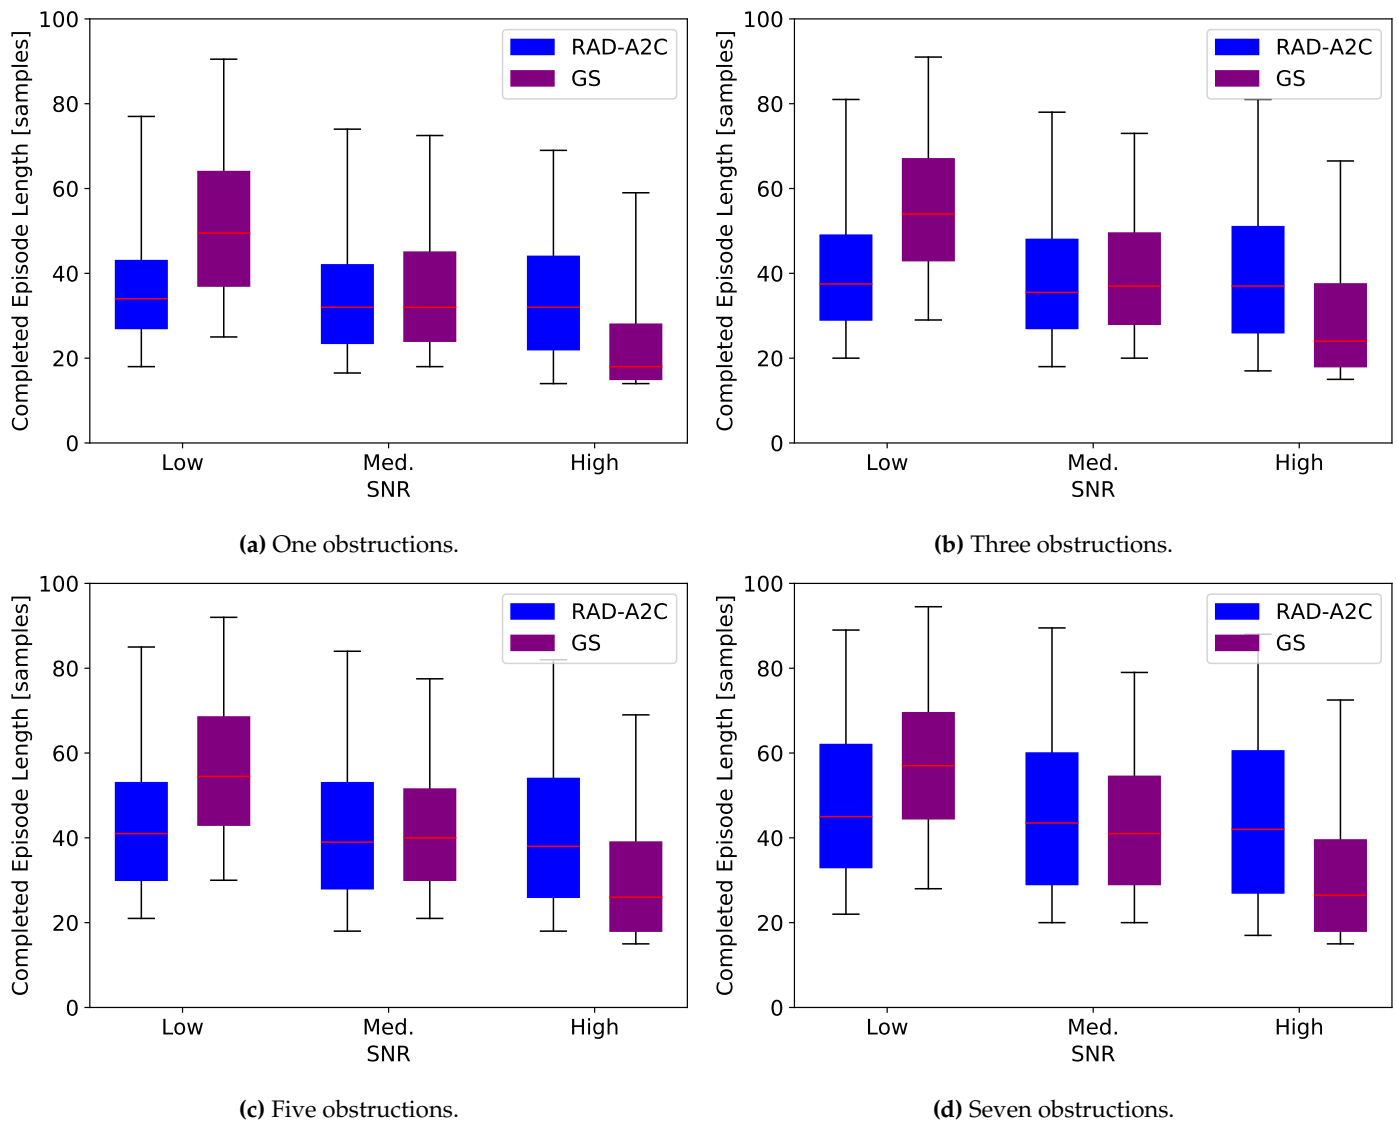 100
80
60
40
20
0
Completed Episode Length [samples]
RAD-A2C
GS
Low Med. High
SNR
(a) One obstructions.
100
80
60
40
20
0
Completed Episode Length [samples]
RAD-A2C
GS
Low Med. High
SNR
(b) Three obstructions.
100
80
60
40
20
0
Completed Episode Length [samples]
RAD-A2C
GS
Low Med. High
SNR
(c) Five obstructions.
100
80
60
40
20
0
Completed Episode Length [samples]
RAD-A2C
GS
Low Med. High
SNR
(d) Seven obstructions.